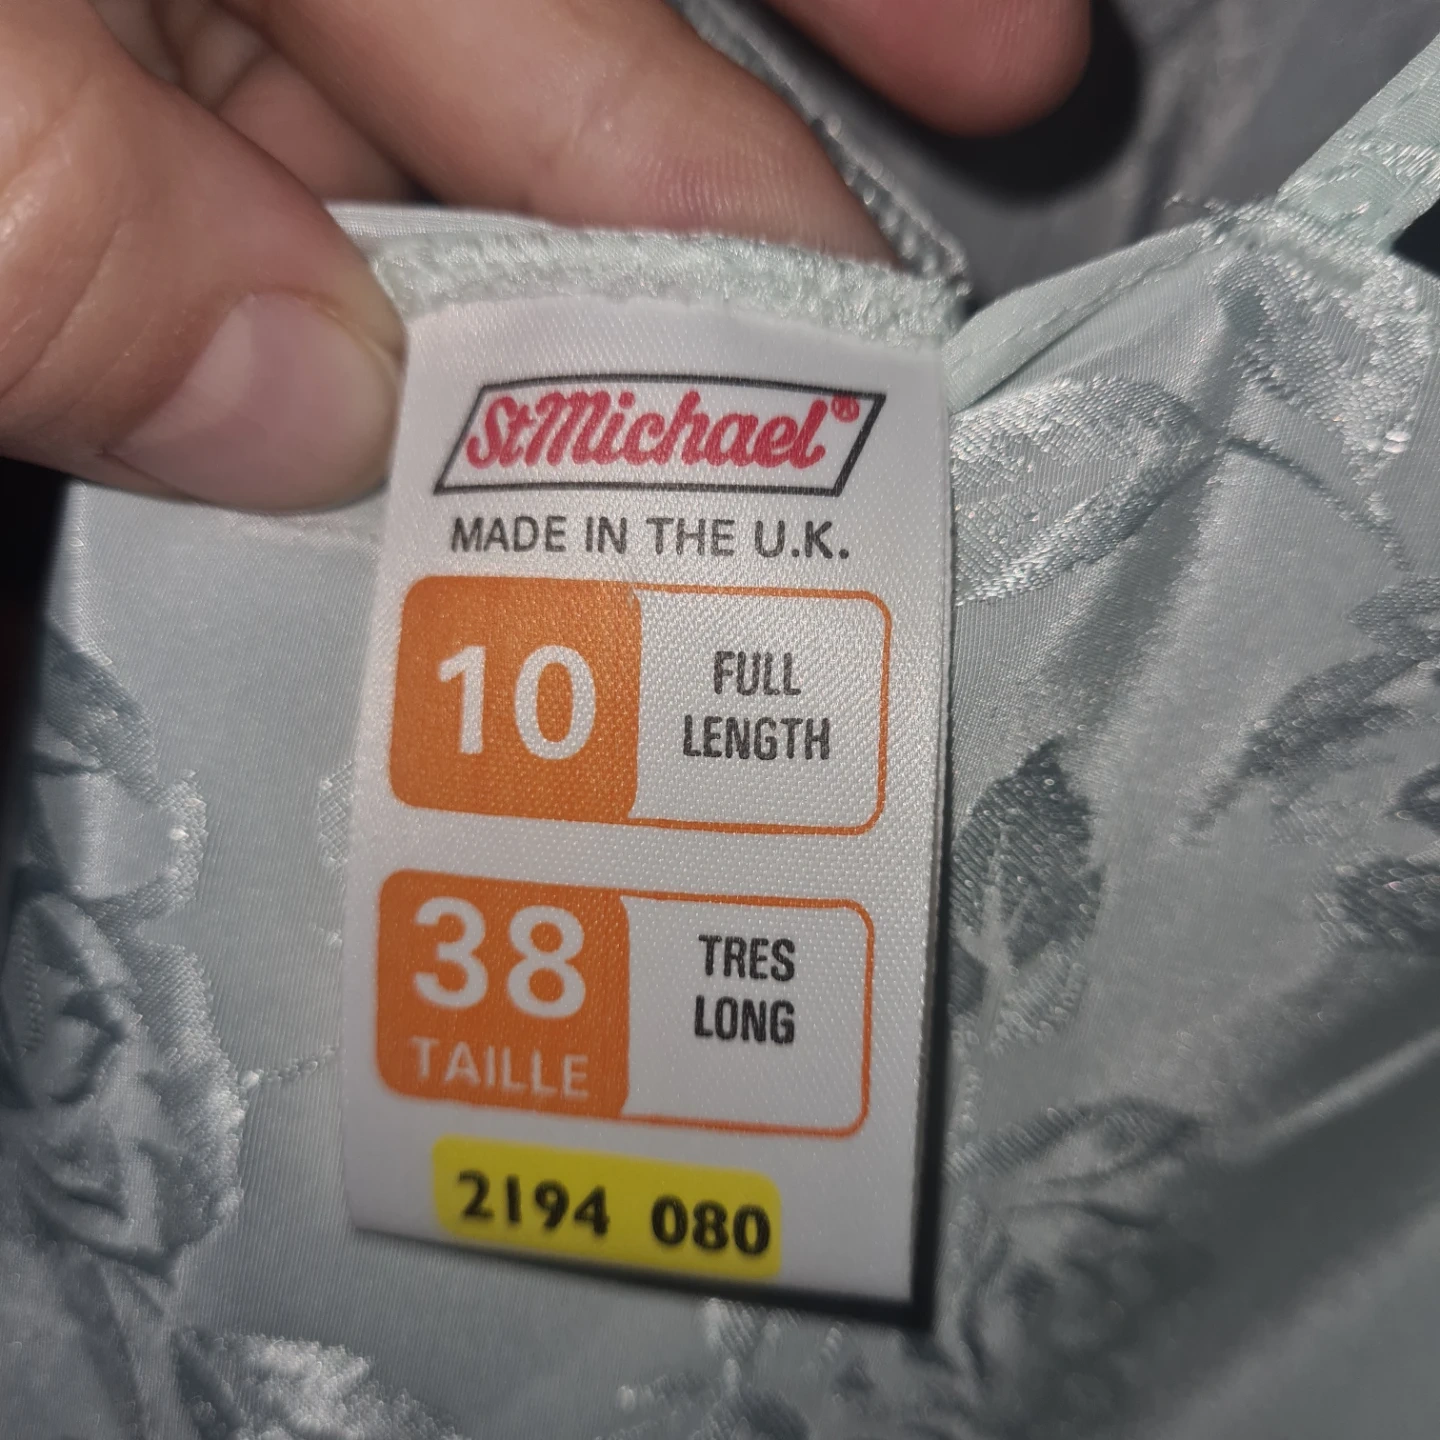 StMichael®
MADE IN THE U.K.
10
FULL
LENGTH
38
TAILLE
TRES
LONG
2194 080